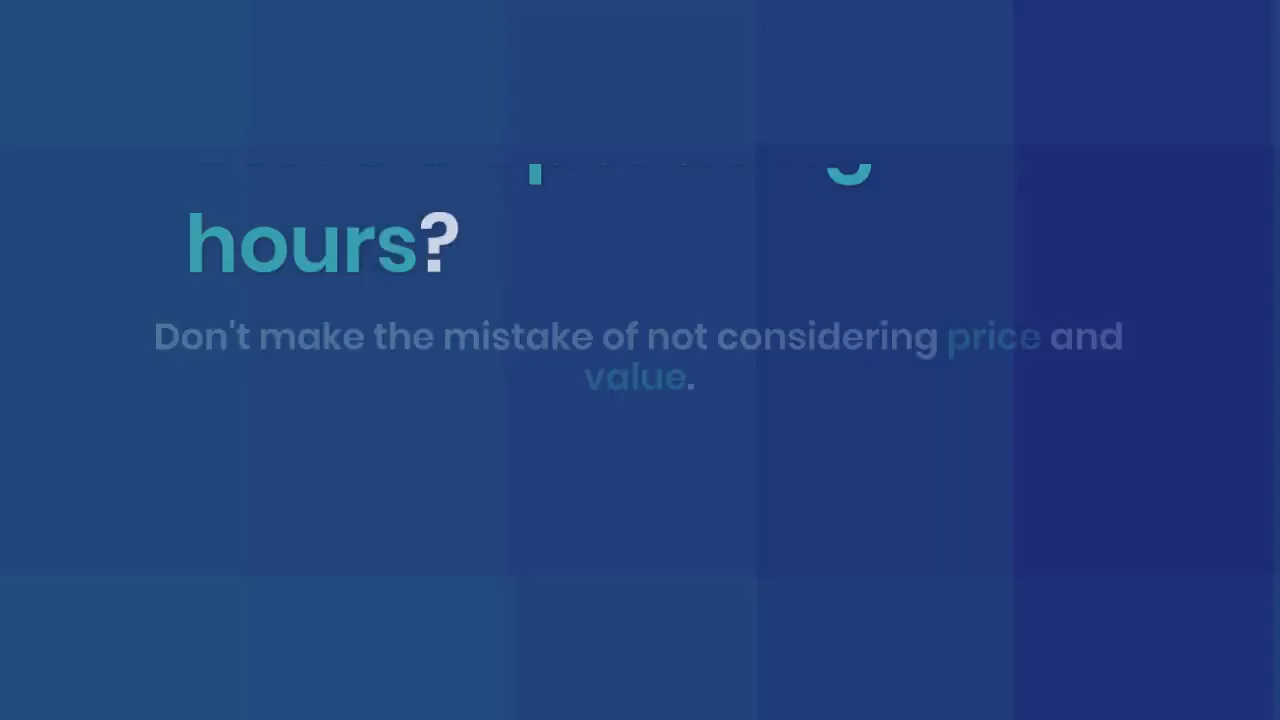 hours?
Don't make the mistake of not considering price and
value.